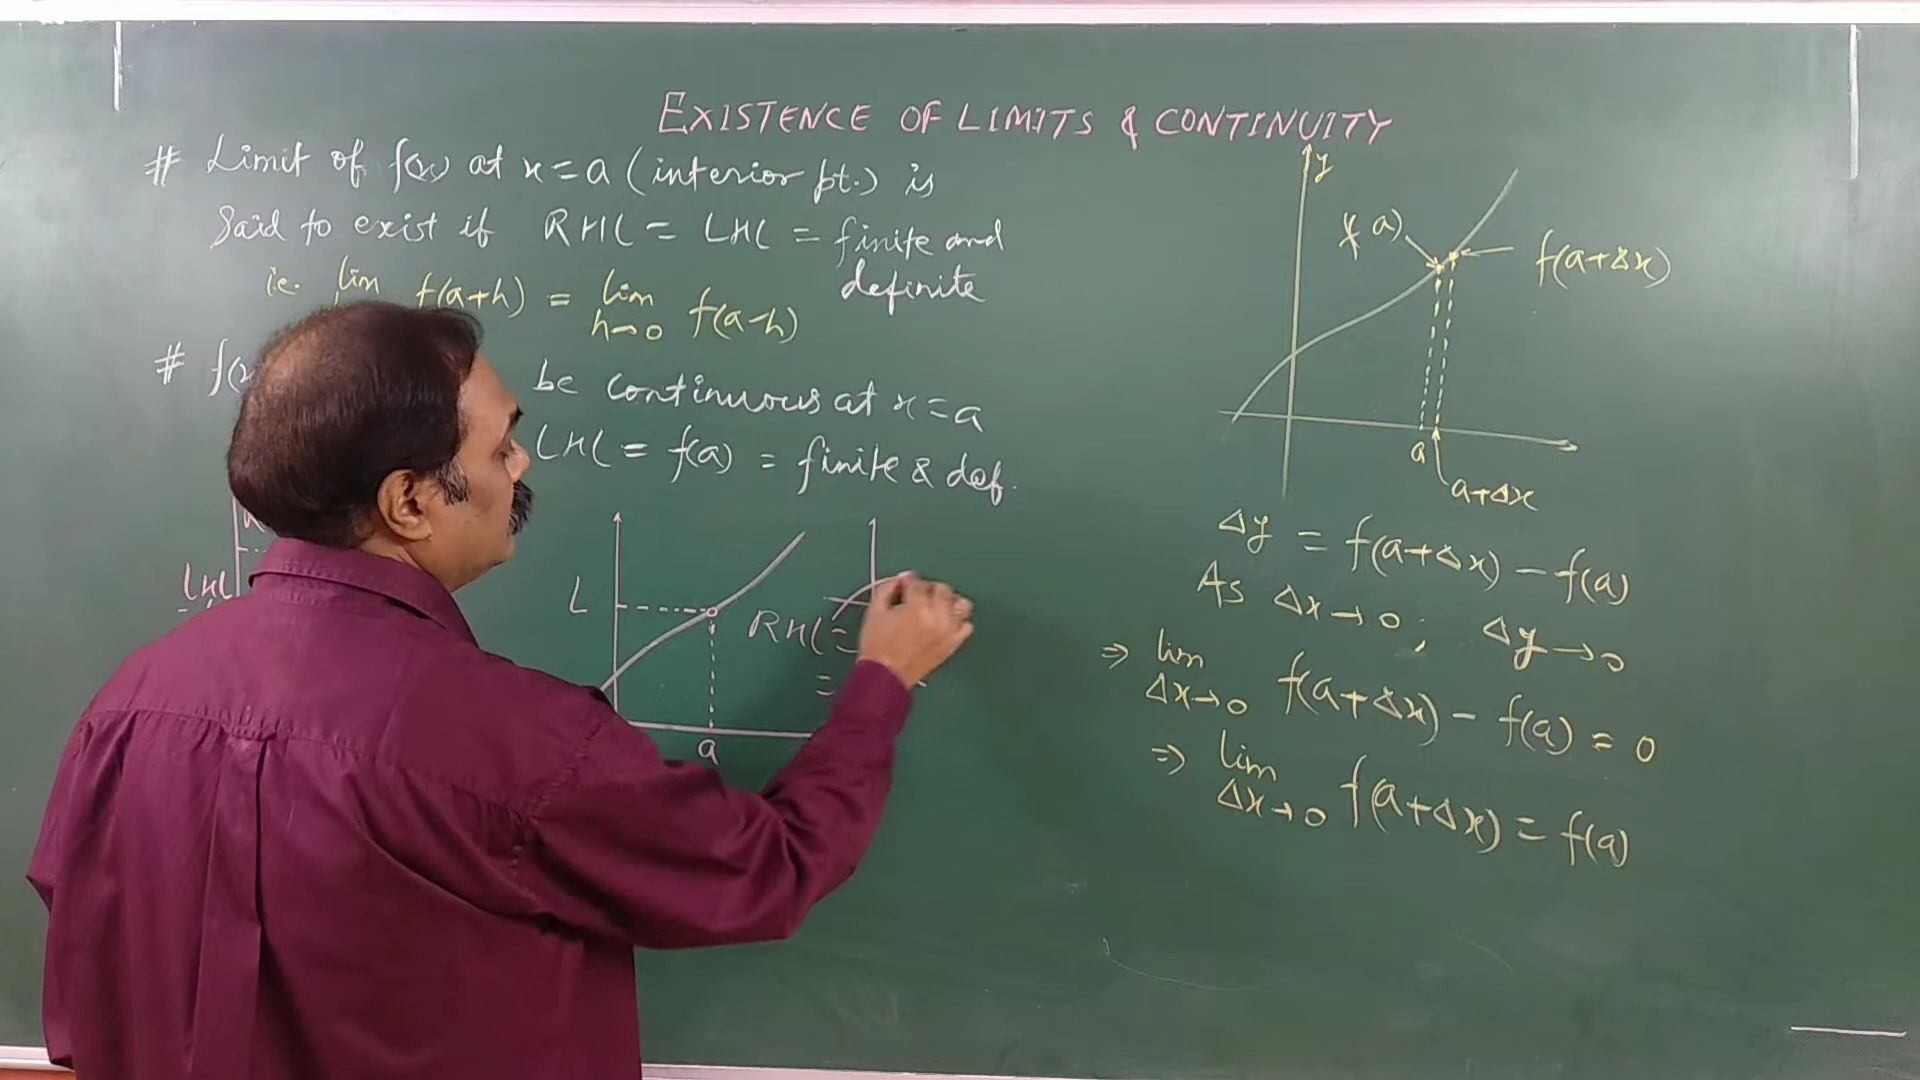 EXISTENCE OF LIMITS & CONTINUITY
# Limit of f(x) at x=a (interior pt.) is
Said to exist if RHL = LHL = finite and
definite
i.e. lim f(a+h) = lim h→0 f(a-h)
# f(x be continuous at x=a
LHL = f(a) = finite & def.
LHL
L
a
RHL =
=
y
f(a)
f(a+Δx)
a
a+Δx
Δy = f(a+Δx) - f(a)
As Δx→0; Δy→0
⇒ lim Δx→0 f(a+Δx) - f(a) = 0
⇒ lim Δx→0 f(a+Δx) = f(a)